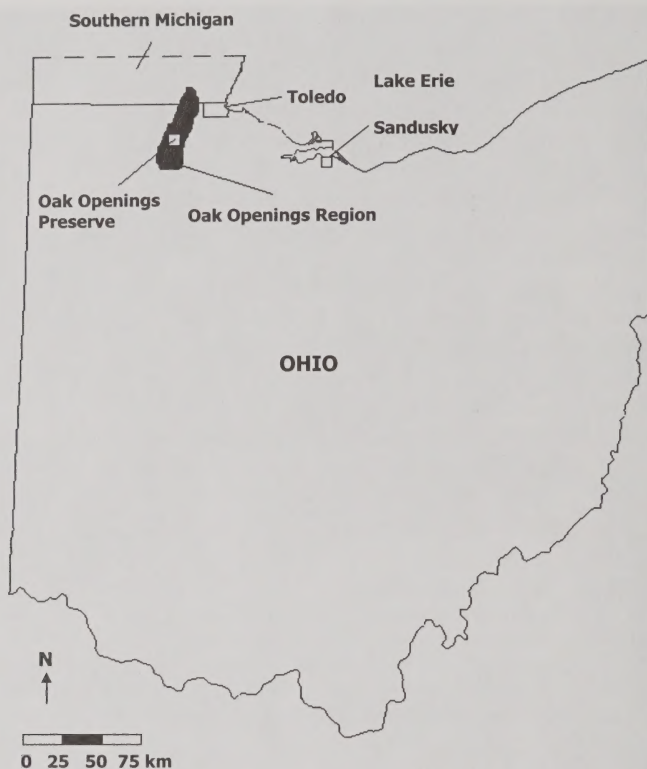 Southern Michigan
Lake Erie
Toledo
Sandusky
Oak Openings
Preserve
Oak Openings Region
OHIO
N
0 25 50 75 km